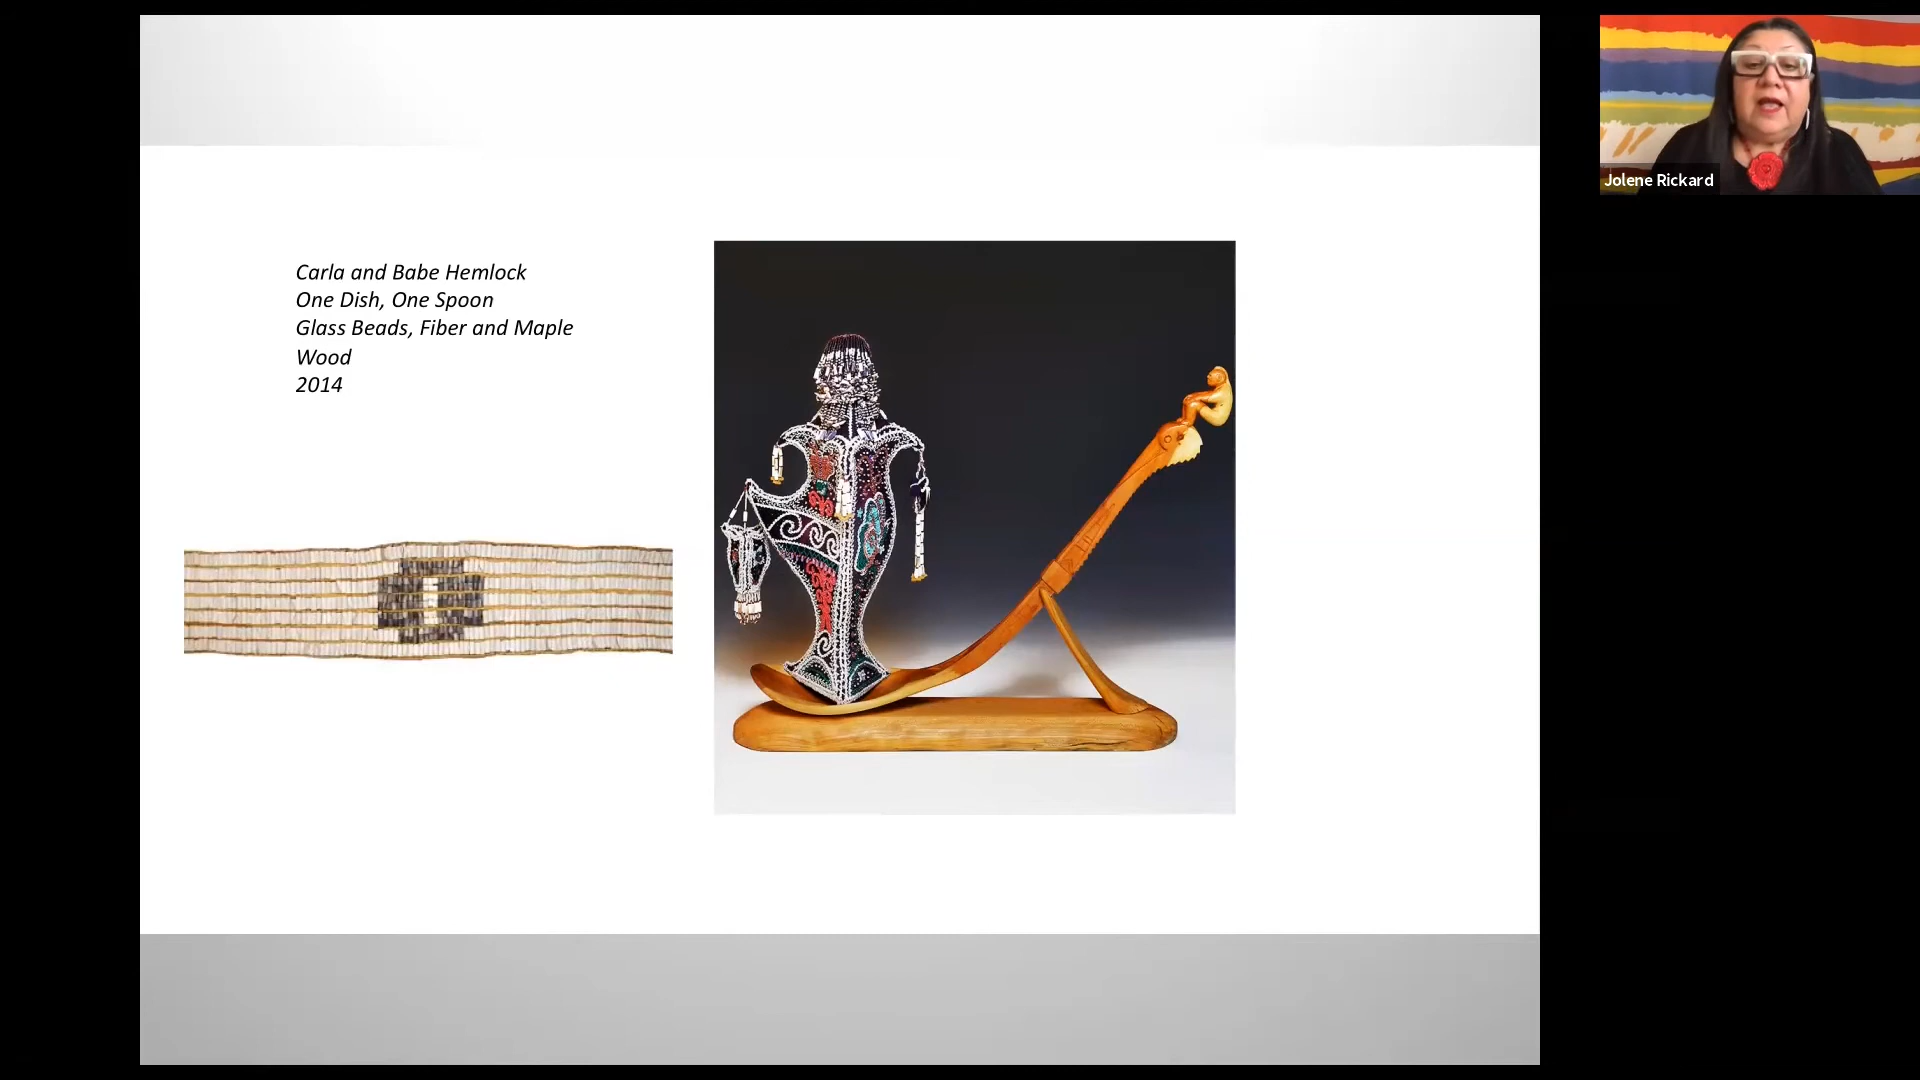 Carla and Babe Hemlock
One Dish, One Spoon
Glass Beads, Fiber and Maple
Wood
2014
Jolene Rickard